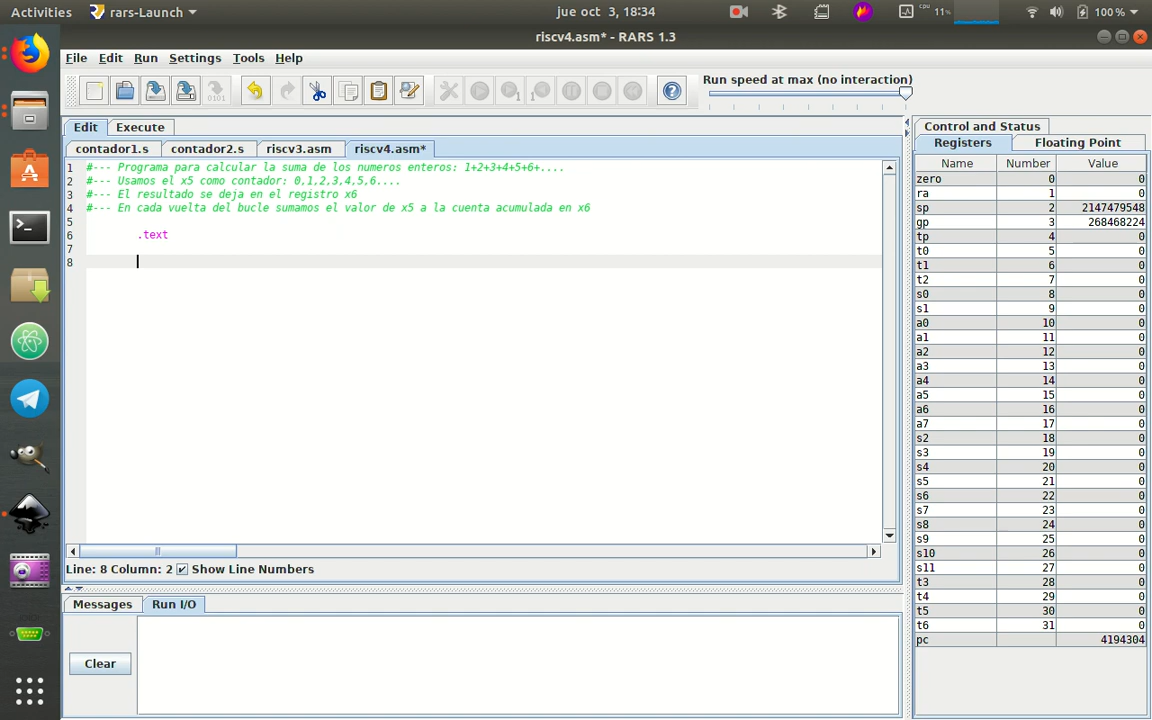 Activities rars-Launch jue oct 3, 18:34 cpu 11% 100%
riscv4.asm* - RARS 1.3
File Edit Run Settings Tools Help
Run speed at max (no interaction)
Edit Execute
contador1.s contador2.s riscv3.asm riscv4.asm*
1 #--- Programa para calcular la suma de los numeros enteros: 1+2+3+4+5+6+....
2 #--- Usamos el x5 como contador: 0,1,2,3,4,5,6....
3 #--- El resultado se deja en el registro x6
4 #--- En cada vuelta del bucle sumamos el valor de x5 a la cuenta acumulada en x6
5
6 .text
7
8
Line: 8 Column: 2 Show Line Numbers
Messages Run I/O
Clear
Control and Status
Registers Floating Point
Name Number Value
zero 0 0
ra 1 0
sp 2 2147479548
gp 3 268468224
tp 4 0
t0 5 0
t1 6 0
t2 7 0
s0 8 0
s1 9 0
a0 10 0
a1 11 0
a2 12 0
a3 13 0
a4 14 0
a5 15 0
a6 16 0
a7 17 0
s2 18 0
s3 19 0
s4 20 0
s5 21 0
s6 22 0
s7 23 0
s8 24 0
s9 25 0
s10 26 0
s11 27 0
t3 28 0
t4 29 0
t5 30 0
t6 31 0
pc 4194304